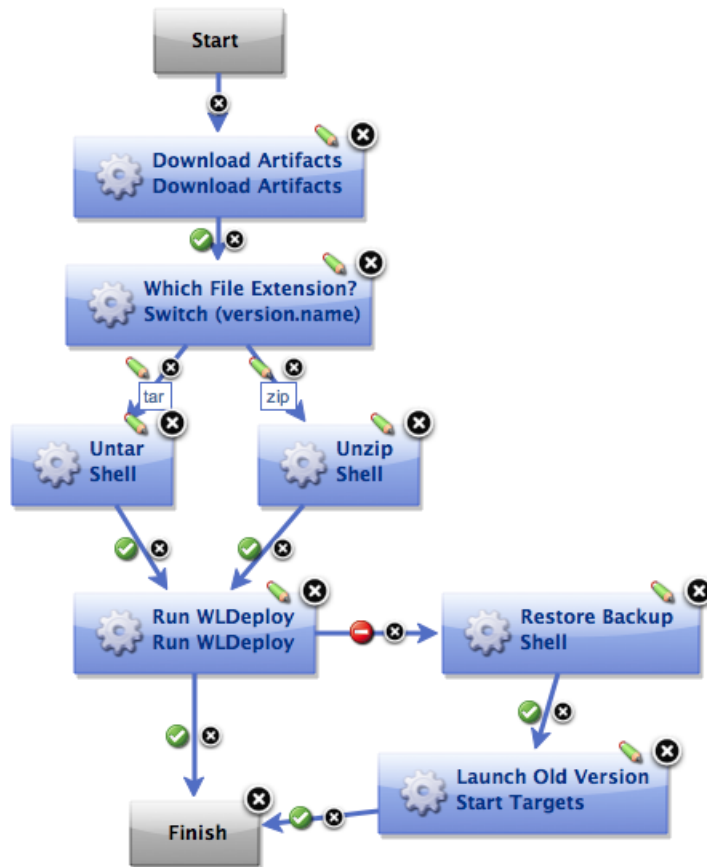 Start
Download Artifacts
Download Artifacts
Which File Extension?
Switch (version.name)
tar
zip
Untar
Shell
Unzip
Shell
Run WLDeploy
Run WLDeploy
Restore Backup
Shell
Launch Old Version
Start Targets
Finish